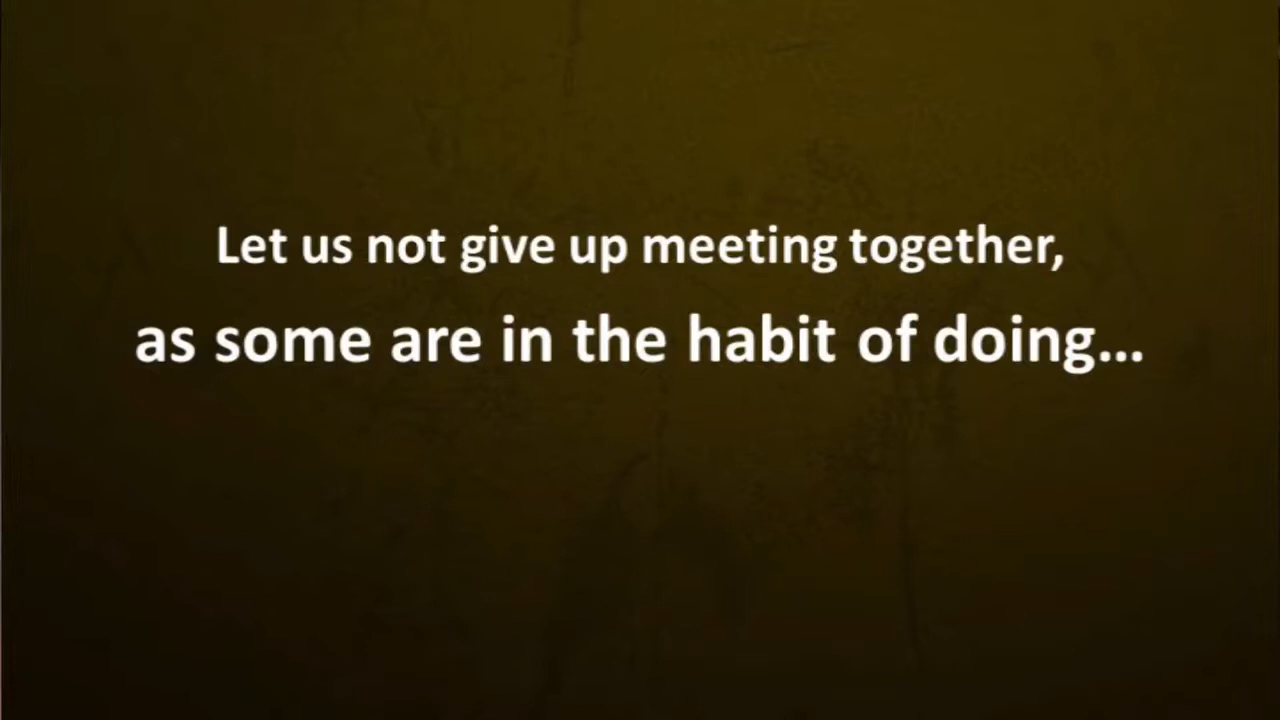 Let us not give up meeting together,
as some are in the habit of doing...